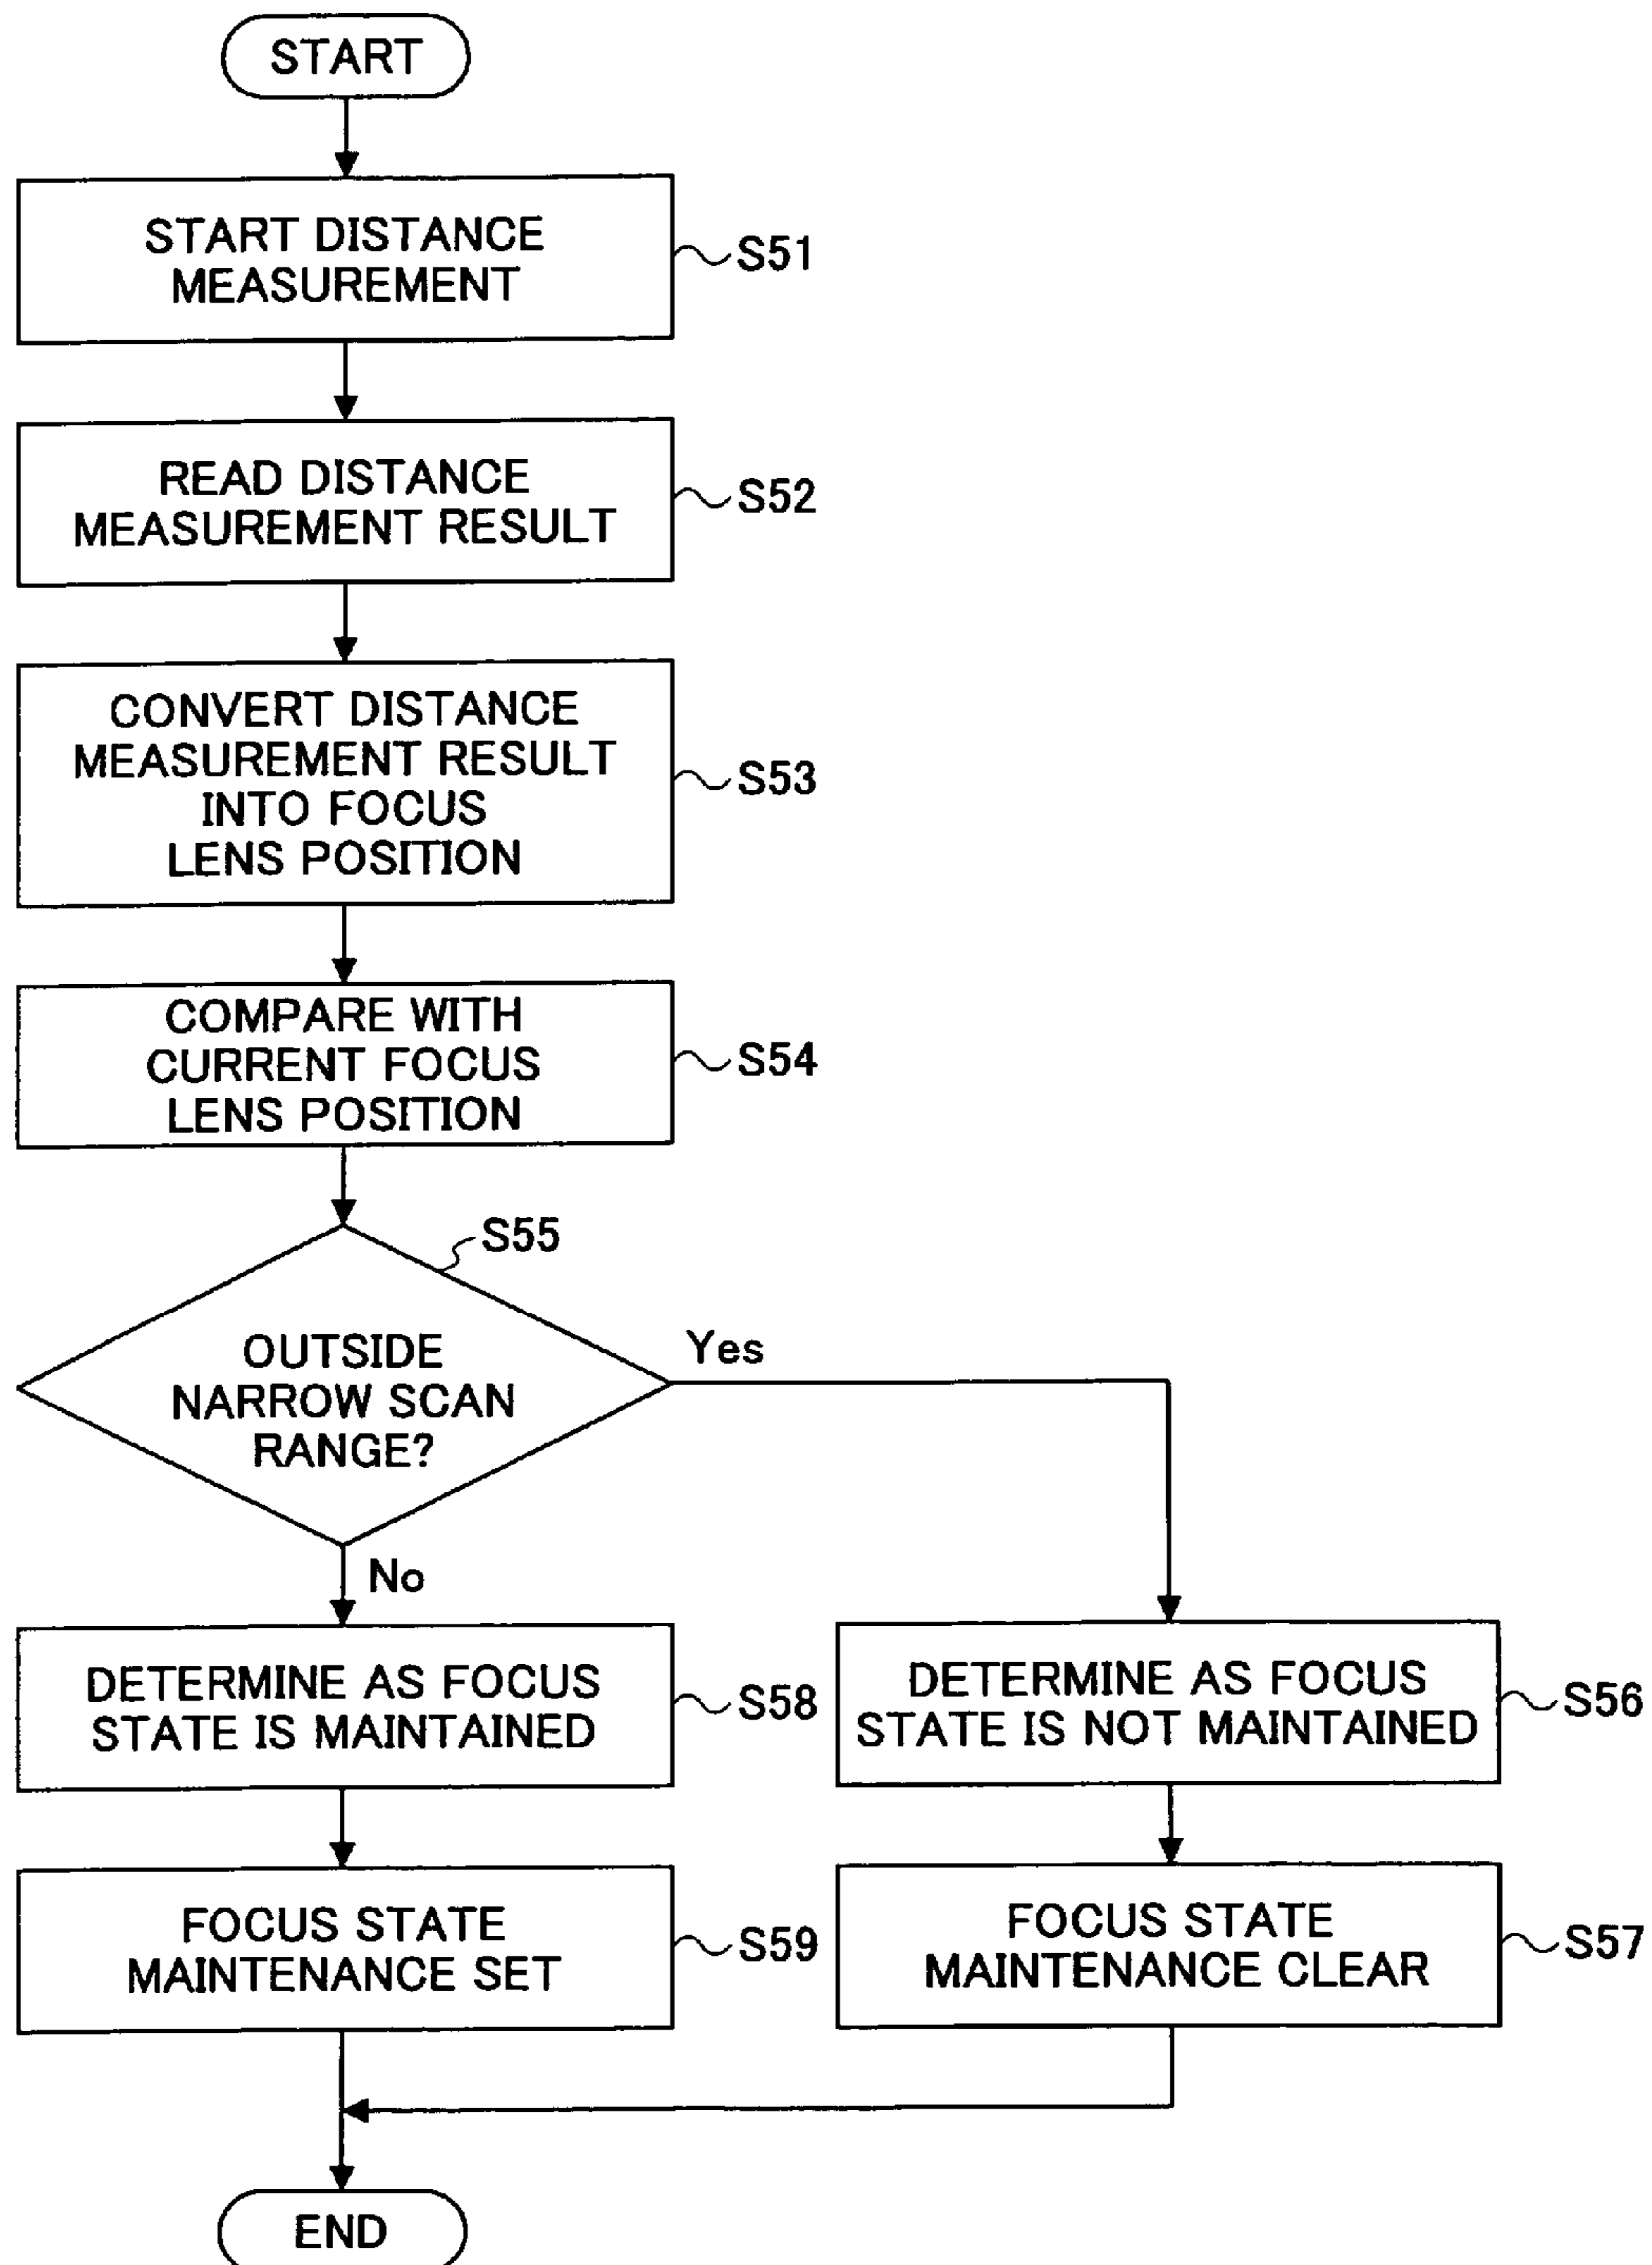 START
START DISTANCE
MEASUREMENT
S51
READ DISTANCE
MEASUREMENT RESULT
S52
CONVERT DISTANCE
MEASUREMENT RESULT
INTO FOCUS
LENS POSITION
S53
COMPARE WITH
CURRENT FOCUS
LENS POSITION
S54
S55
OUTSIDE
NARROW SCAN
RANGE?
Yes
No
DETERMINE AS FOCUS
STATE IS MAINTAINED
S58
DETERMINE AS FOCUS
STATE IS NOT MAINTAINED
S56
FOCUS STATE
MAINTENANCE SET
S59
FOCUS STATE
MAINTENANCE CLEAR
S57
END